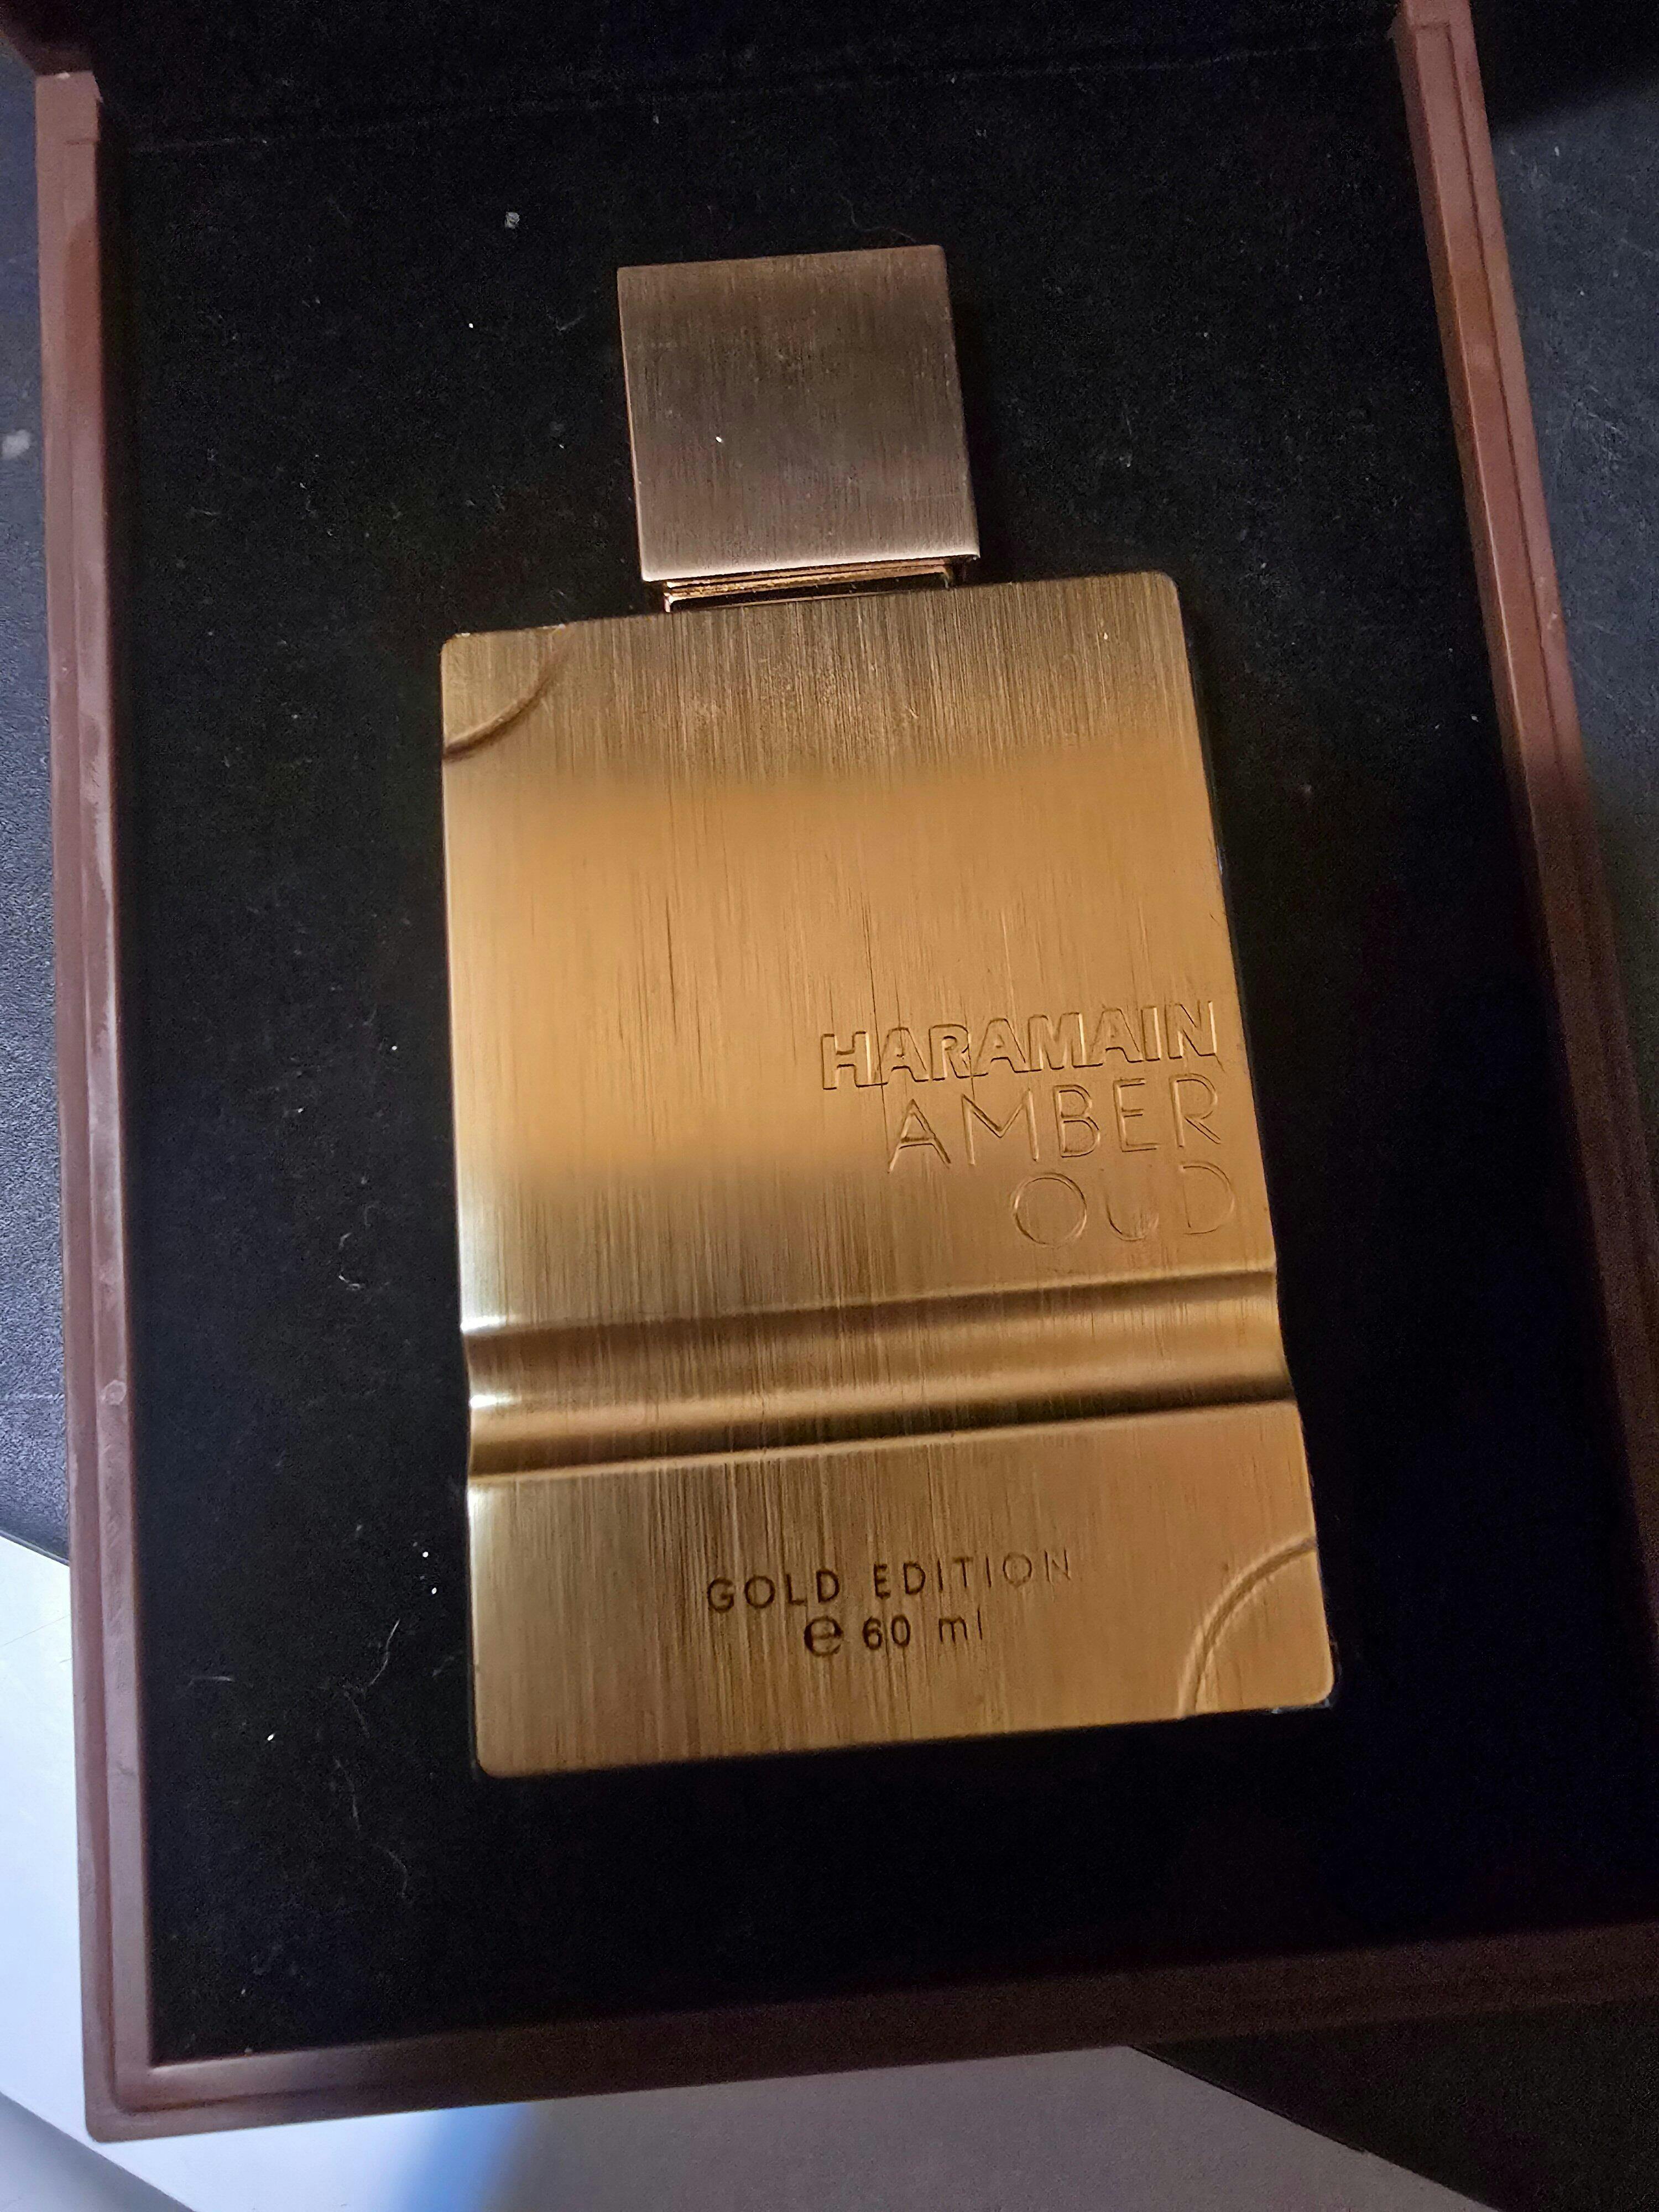 HARAMAIN
AMBER
OUD
GOLD EDITION
℮ 60 ml